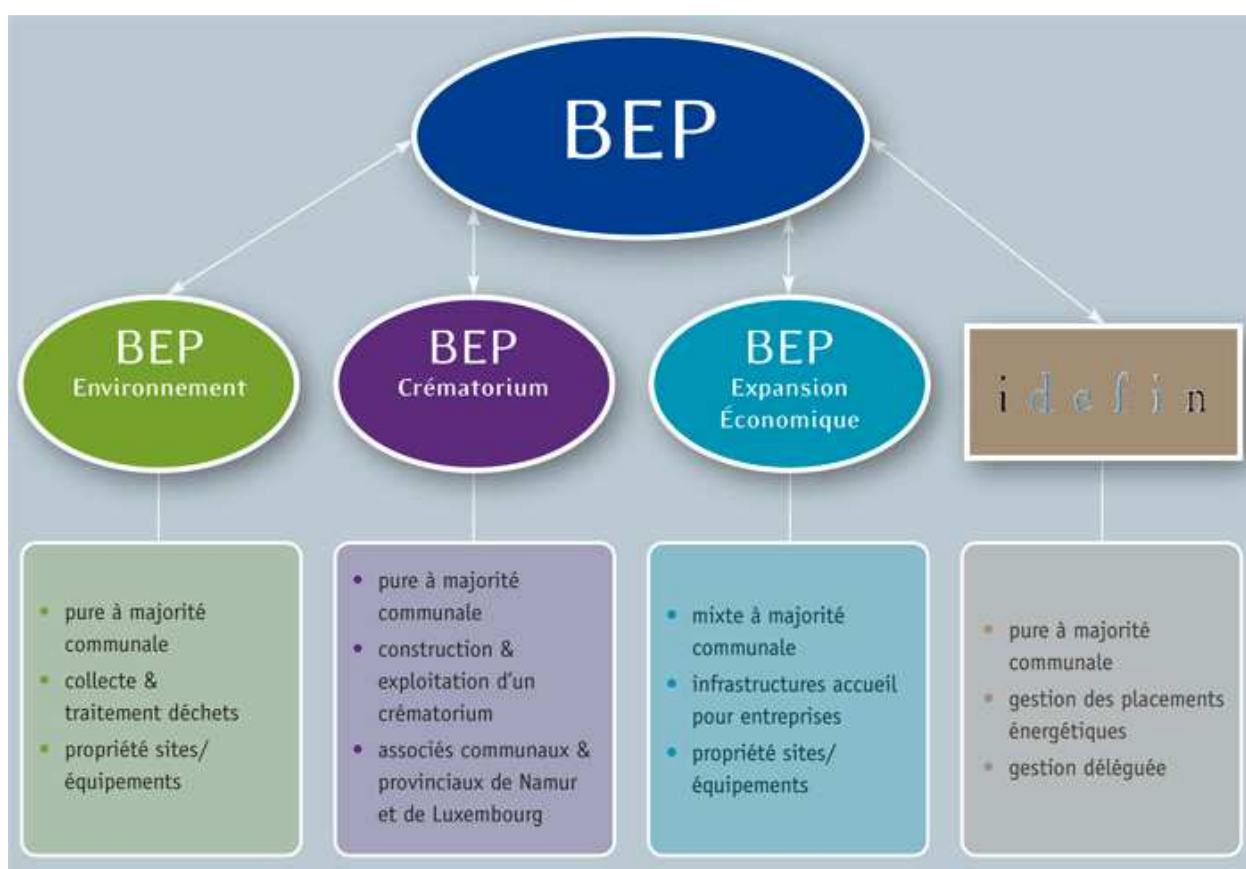 BEP
BEP
Environnement
BEP
Crématorium
BEP
Expansion
Économique
idefin
• pure à majorité
communale
• collecte &
traitement déchets
• propriété sites/
équipements
• pure à majorité
communale
• construction &
exploitation d'un
crématorium
• associés communaux &
provinciaux de Namur
et de Luxembourg
• mixte à majorité
communale
• infrastructures accueil
pour entreprises
• propriété sites/
équipements
• pure à majorité
communale
• gestion des placements
énergétiques
• gestion déléguée